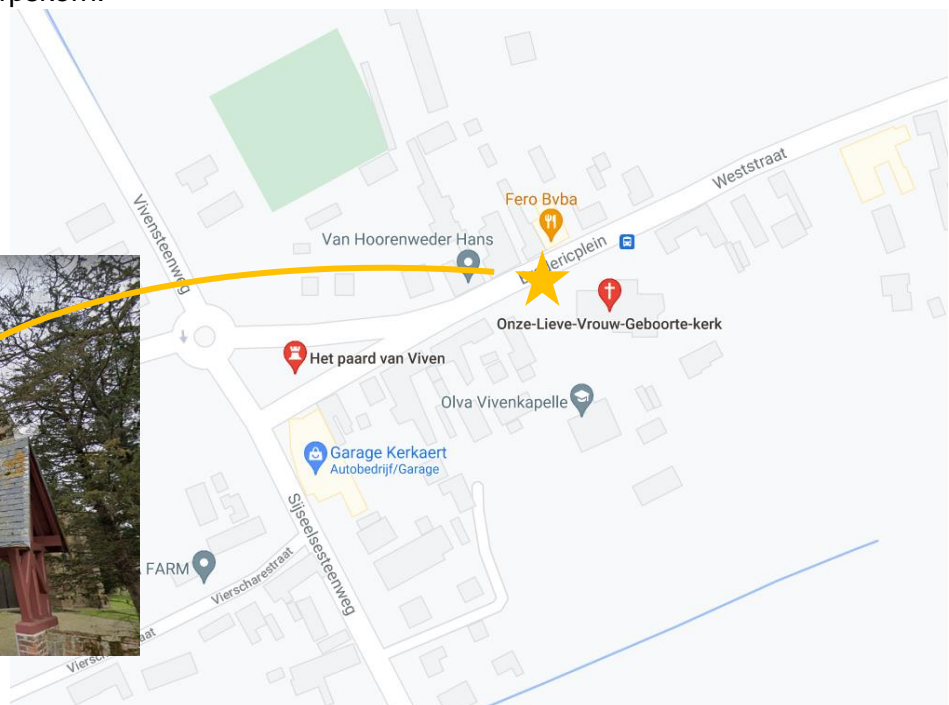 Weststraat
Fero Bvba
Vivensteenweg
Van Hoorenweder Hans
Onze-Lieve-Vrouw-Geboorte-kerk
Het paard van Viven
Olva Vivenkapelle
Garage Kerkaert
Autobedrijf/Garage
Sijseelsesteenweg
FARM
Vierscharestraat